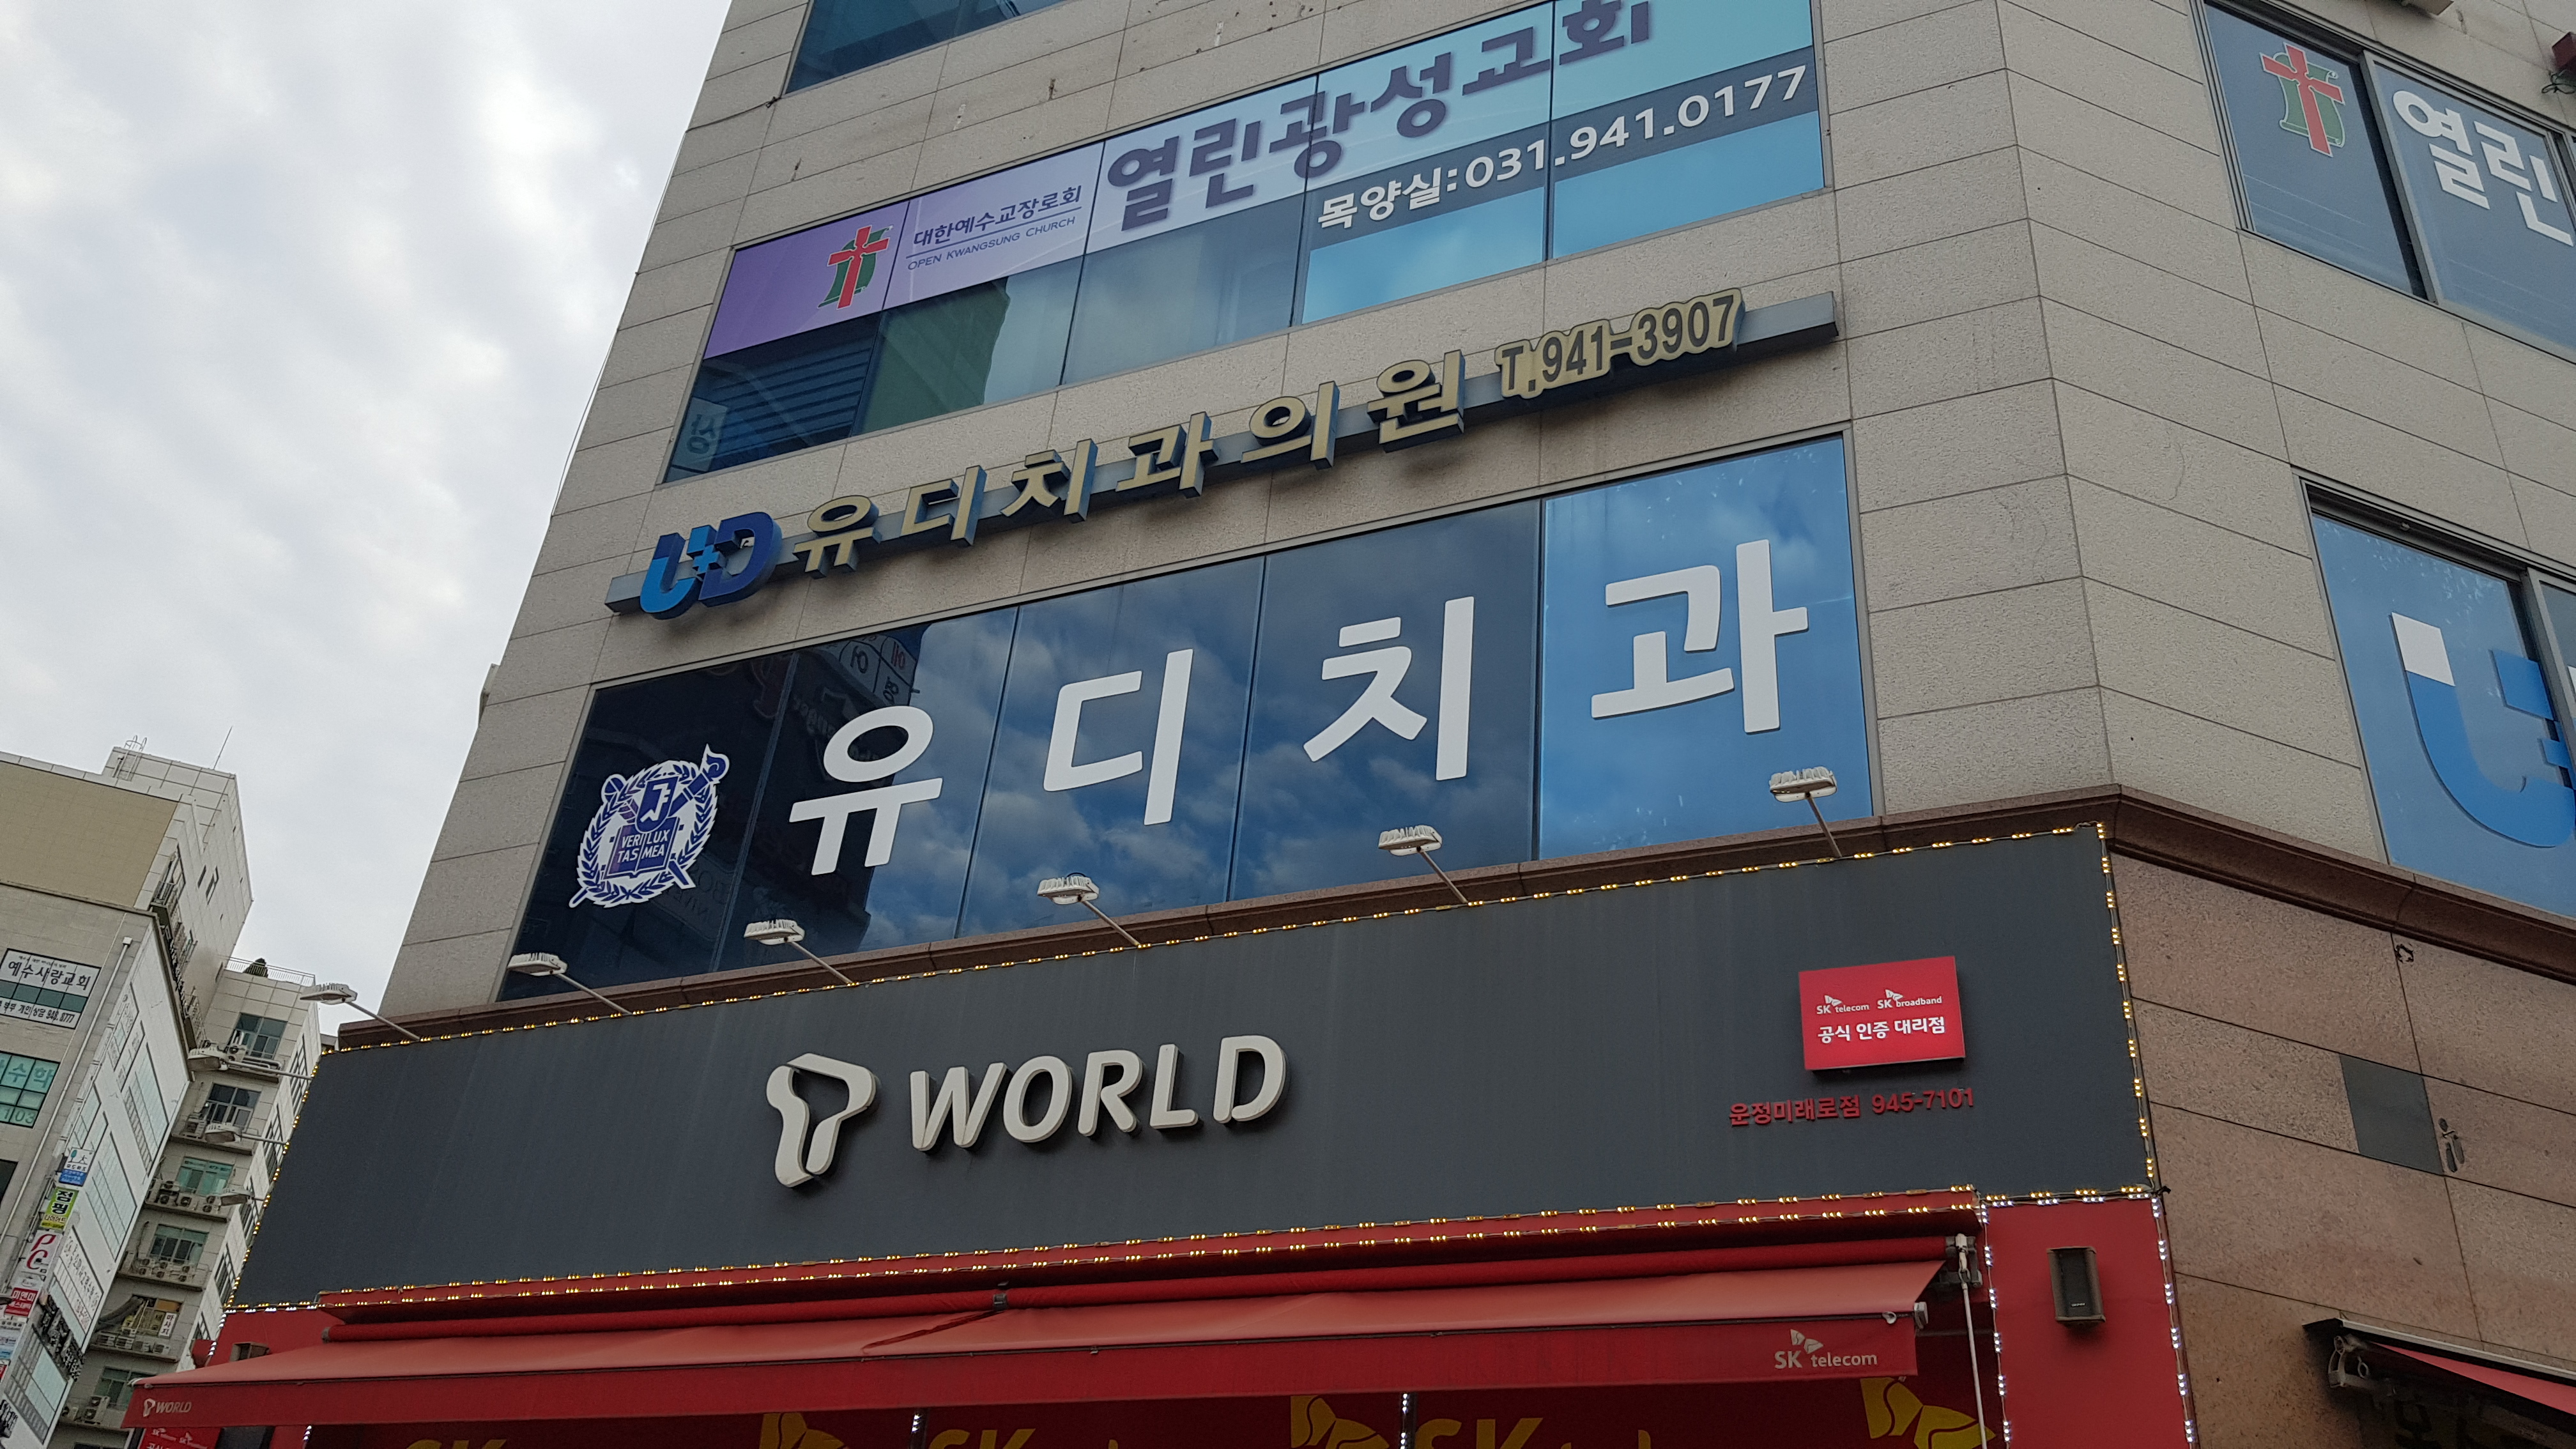 열린광성교회
대한예수교장로회
OPEN KWANGSUNG CHURCH
목양실:031.941.0177
열린
U+D 유디치과의원 T.941-3907
유디치과
VERI LUX
TAS MEA
T WORLD
SK telecom SK broadband
공식 인증 대리점
운정미래로점 945-7101
SK telecom
T WORLD
예수사랑교회